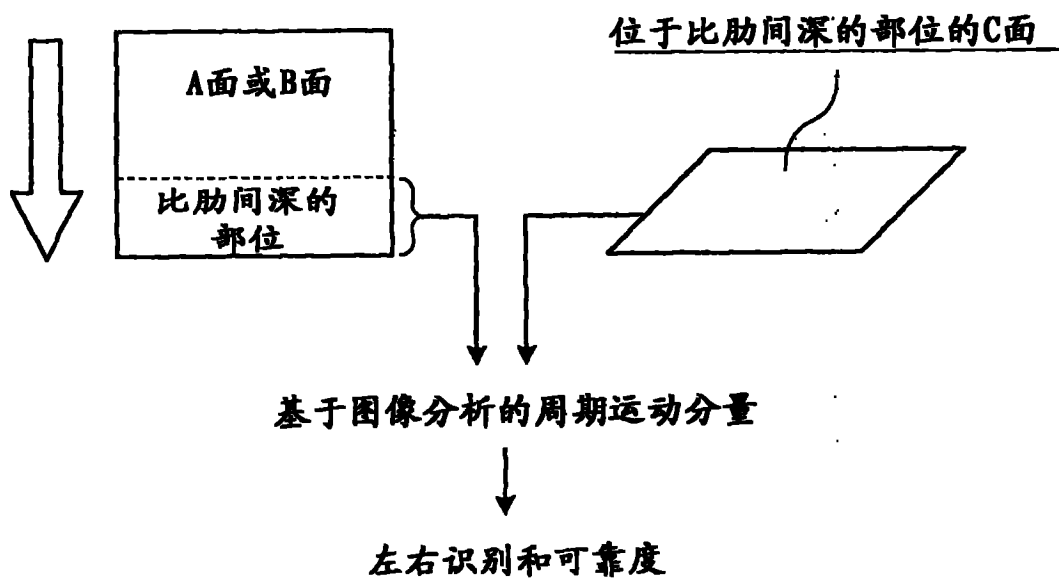 位于比肋间深的部位的C面
A面或B面
比肋间深的
部位
基于图像分析的周期运动分量
左右识别和可靠度